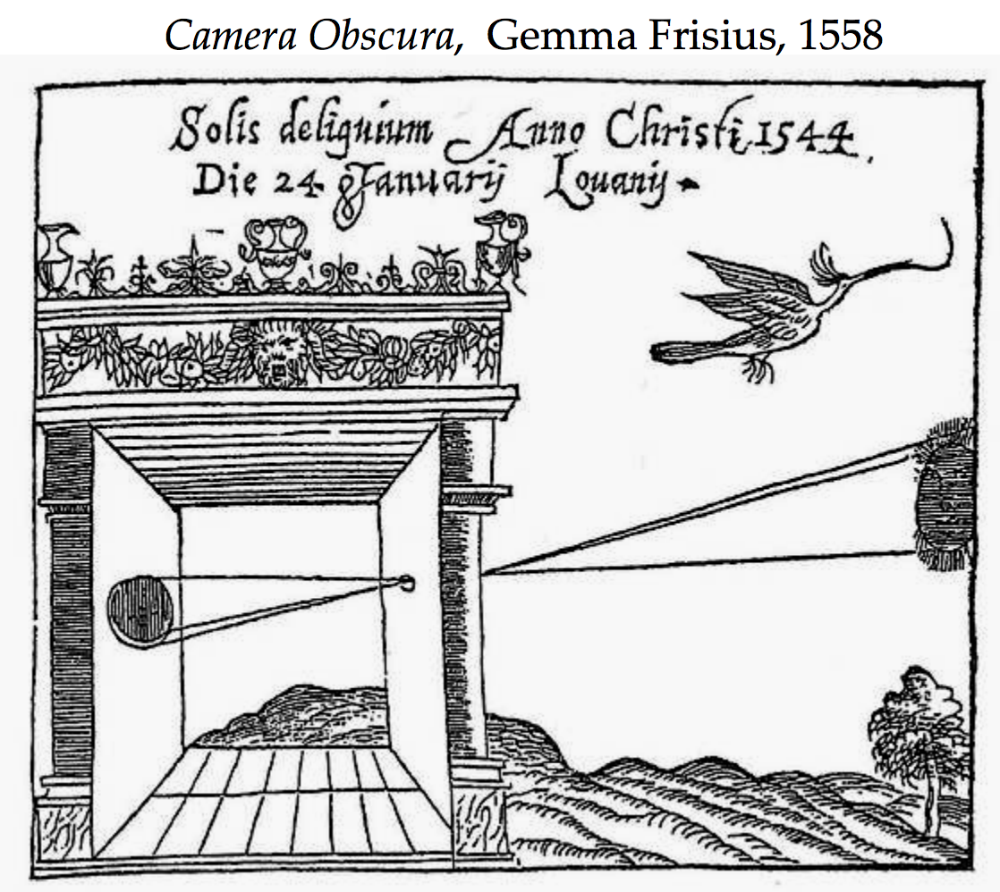 Camera Obscura, Gemma Frisius, 1558
Solis deliquium Anno Christi 1544.
Die 24 Januarij Louanij